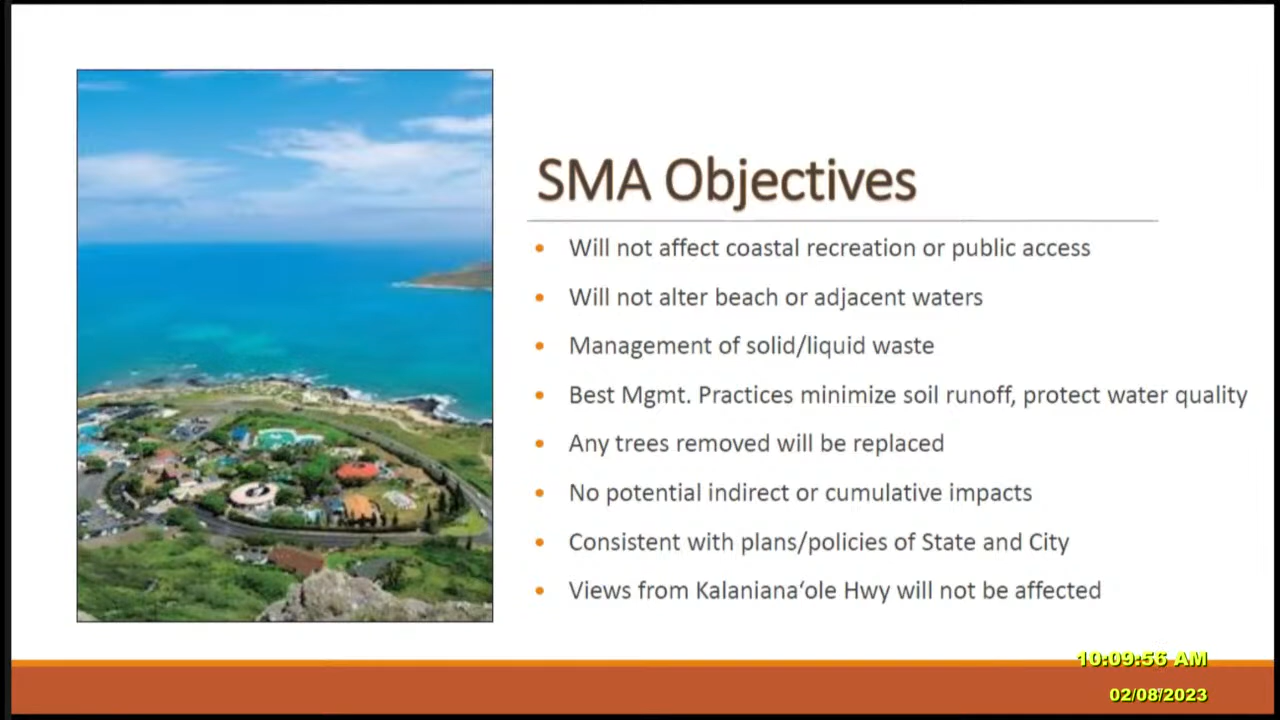 SMA Objectives
• Will not affect coastal recreation or public access
• Will not alter beach or adjacent waters
• Management of solid/liquid waste
• Best Mgmt. Practices minimize soil runoff, protect water quality
• Any trees removed will be replaced
• No potential indirect or cumulative impacts
• Consistent with plans/policies of State and City
• Views from Kalanianaʻole Hwy will not be affected
10:09:56 AM
02/08/2023